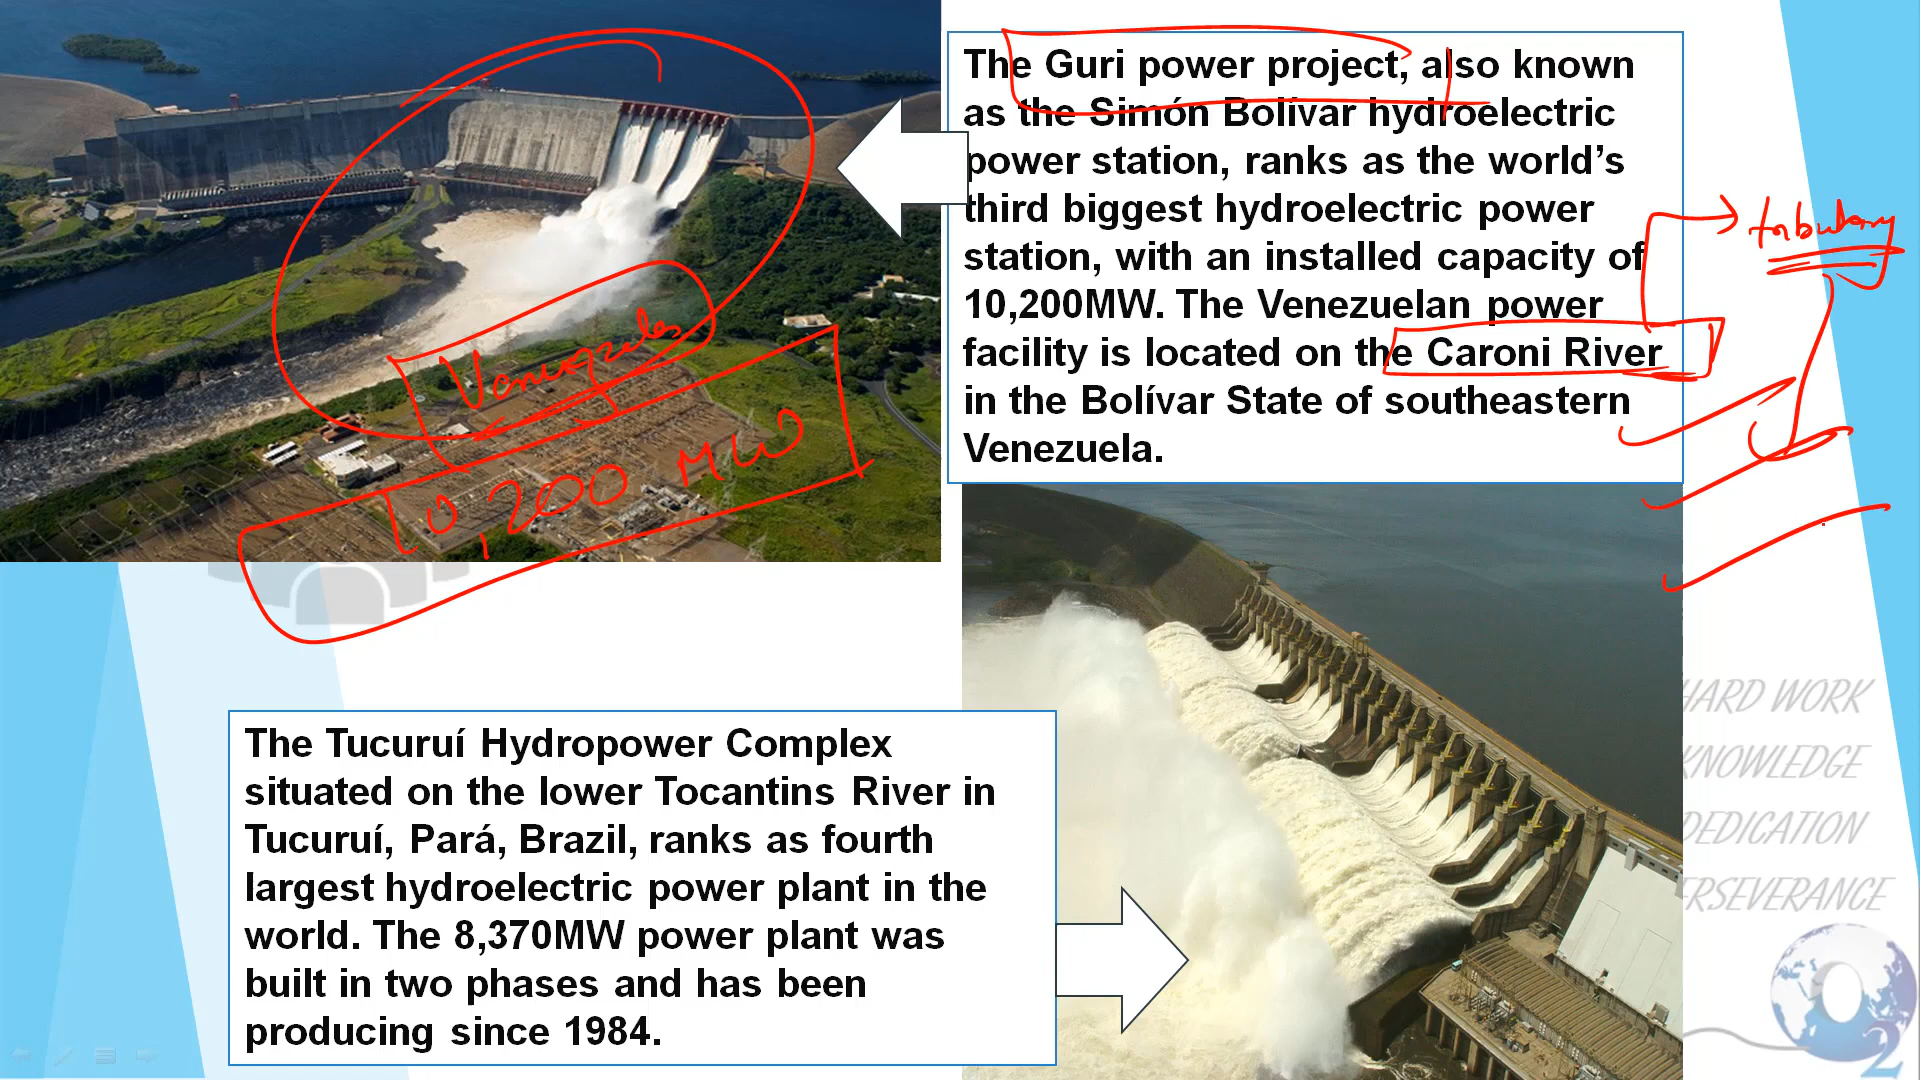 The Guri power project, also known
as the Simón Bolívar hydroelectric
power station, ranks as the world's
third biggest hydroelectric power
station, with an installed capacity of
10,200MW. The Venezuelan power
facility is located on the Caroni River
in the Bolívar State of southeastern
Venezuela.
tributary
Venezuela
10,200 MW
The Tucuruí Hydropower Complex
situated on the lower Tocantins River in
Tucuruí, Pará, Brazil, ranks as fourth
largest hydroelectric power plant in the
world. The 8,370MW power plant was
built in two phases and has been
producing since 1984.
HARD WORK
KNOWLEDGE
DEDICATION
PERSEVERANCE
O2